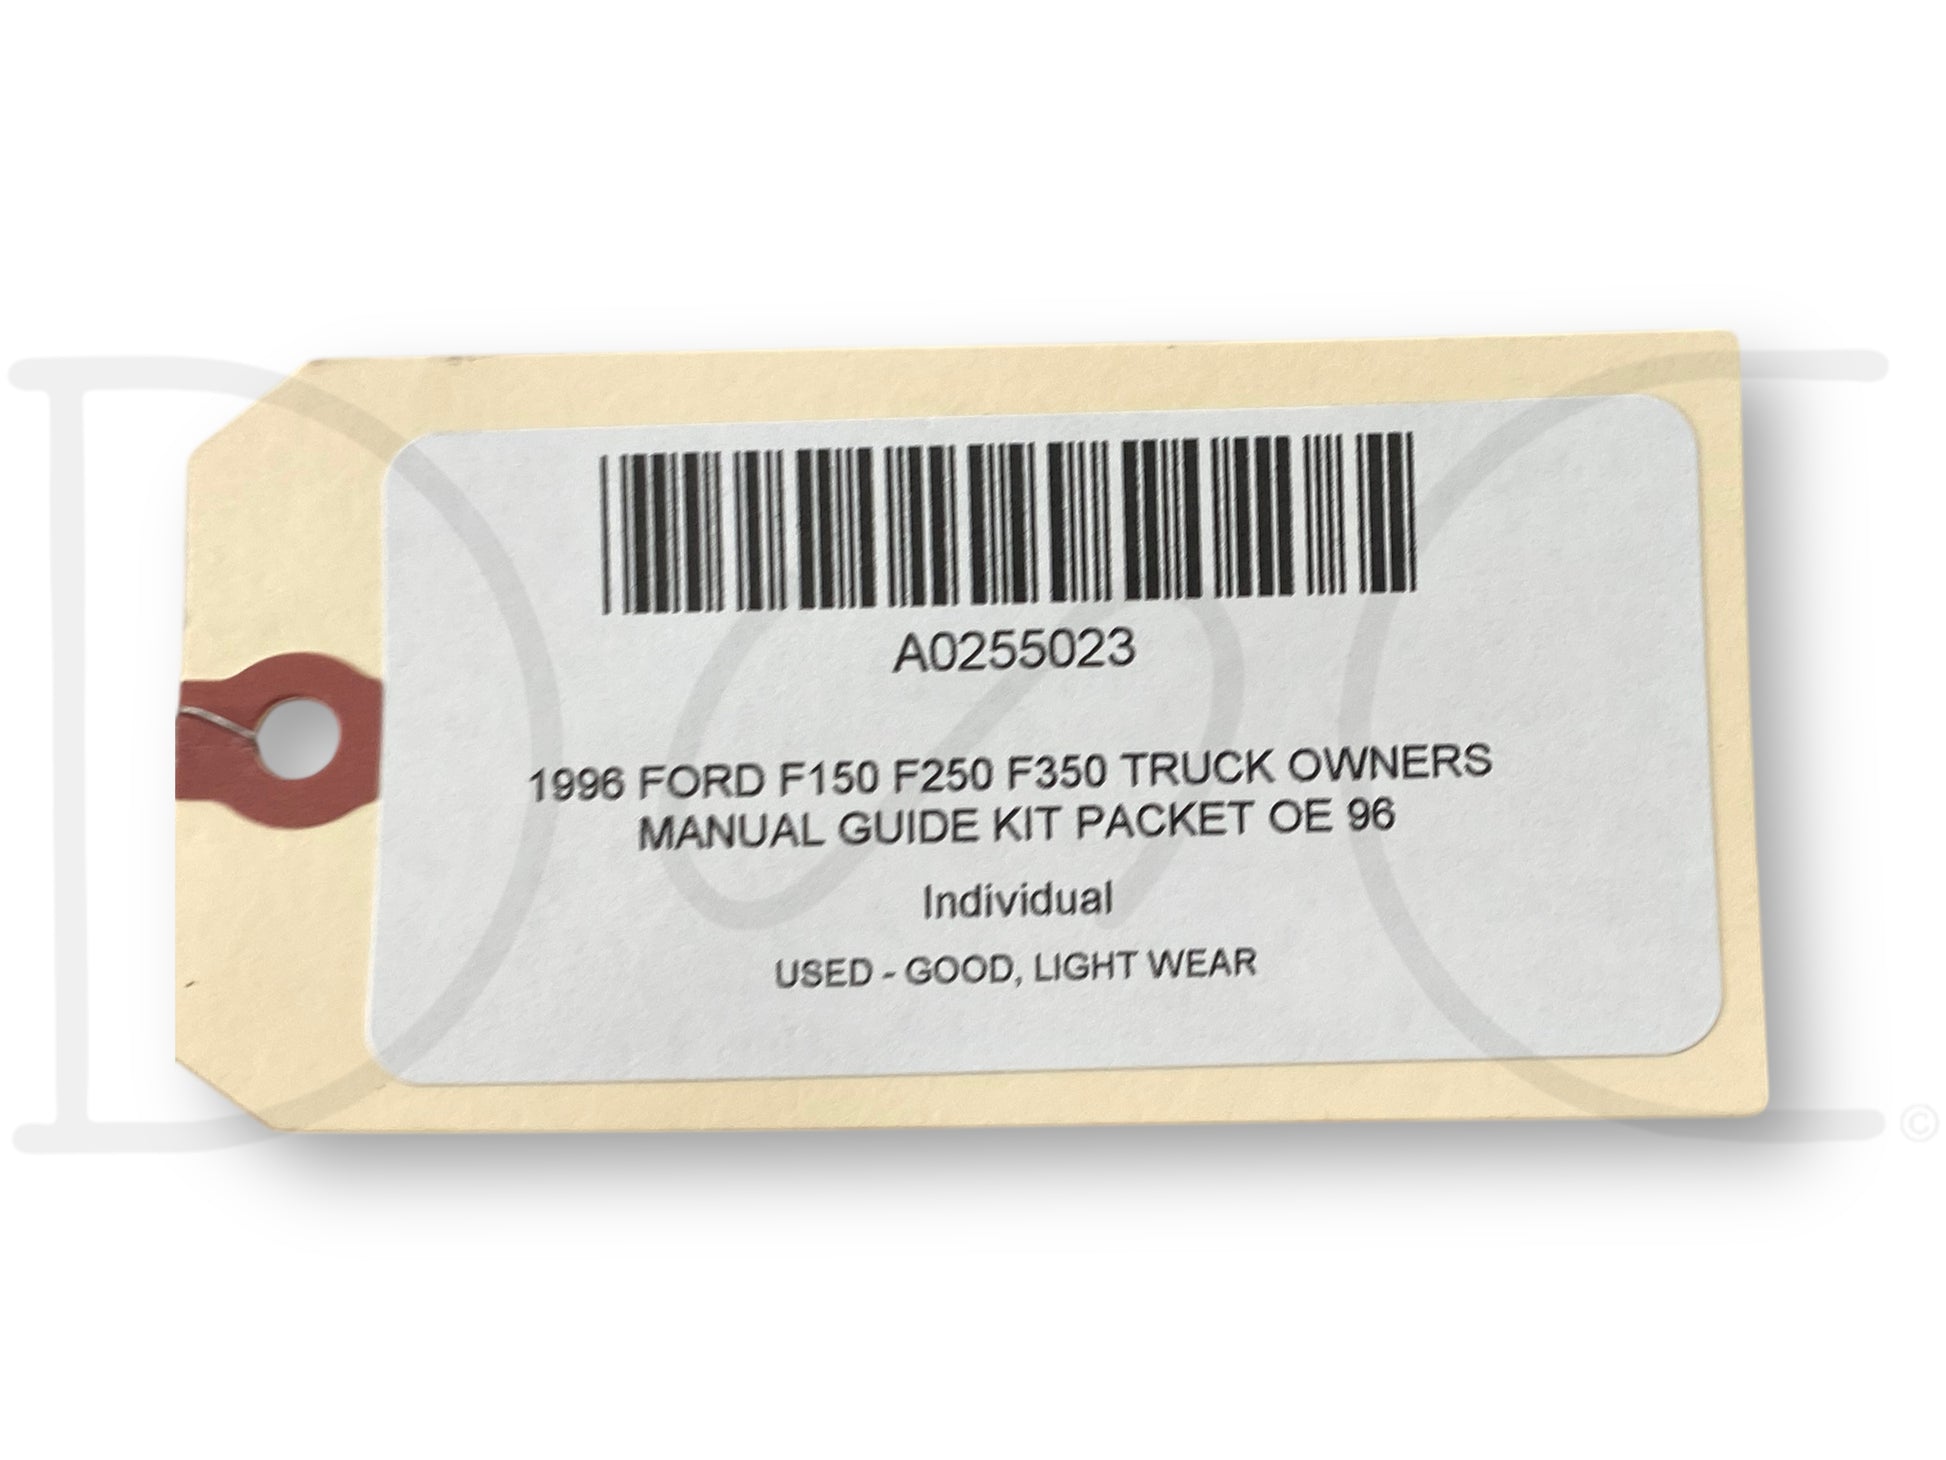 A0255023
1996 FORD F150 F250 F350 TRUCK OWNERS
MANUAL GUIDE KIT PACKET OE 96
Individual
USED - GOOD, LIGHT WEAR
©